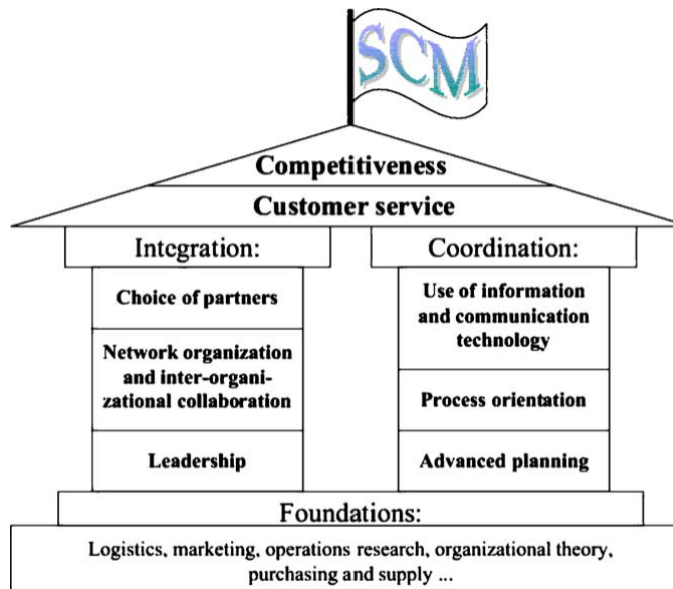 SCM
Competitiveness
Customer service
Integration:
Choice of partners
Network organization
and inter-organi-
zational collaboration
Leadership
Coordination:
Use of information
and communication
technology
Process orientation
Advanced planning
Foundations:
Logistics, marketing, operations research, organizational theory,
purchasing and supply ...